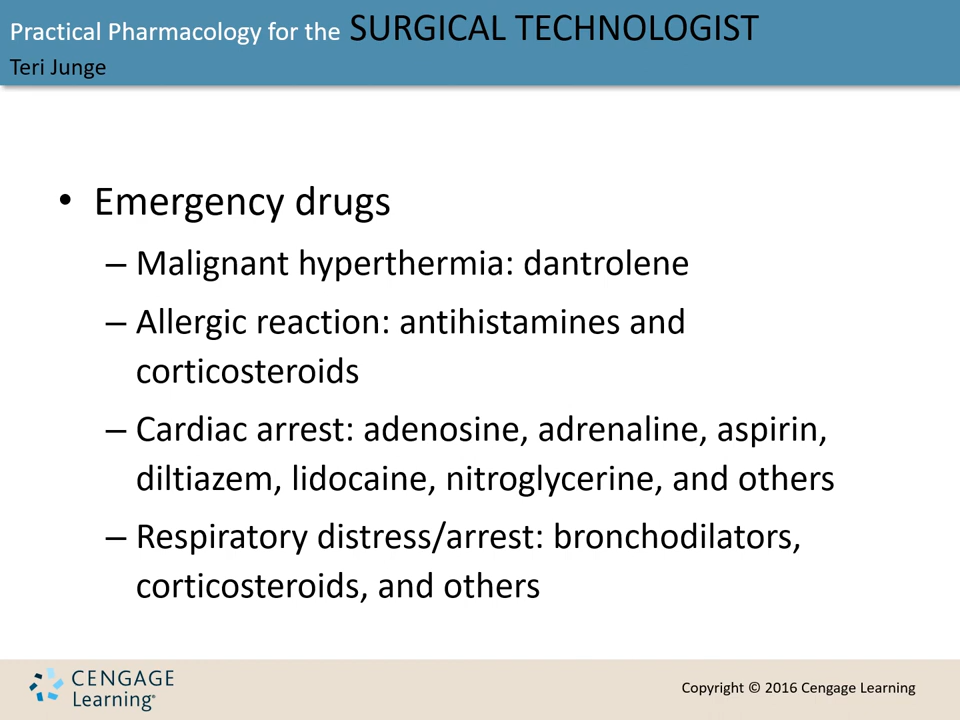 Practical Pharmacology for the SURGICAL TECHNOLOGIST
Teri Junge
• Emergency drugs
– Malignant hyperthermia: dantrolene
– Allergic reaction: antihistamines and
corticosteroids
– Cardiac arrest: adenosine, adrenaline, aspirin,
diltiazem, lidocaine, nitroglycerine, and others
– Respiratory distress/arrest: bronchodilators,
corticosteroids, and others
CENGAGE
Learning®
Copyright © 2016 Cengage Learning